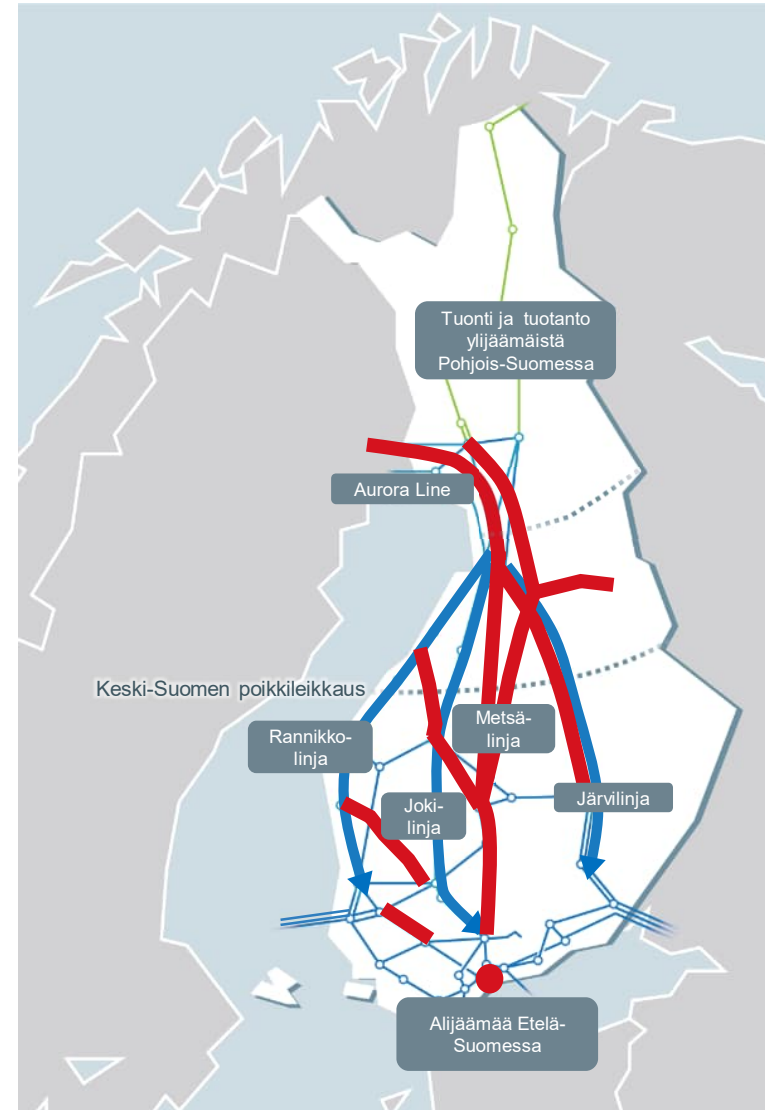 Tuonti ja tuotanto
ylijäämäistä
Pohjois-Suomessa
Aurora Line
Keski-Suomen poikkileikkaus
Rannikko-
linja
Metsä-
linja
Joki-
linja
Järvilinja
Alijäämää Etelä-
Suomessa